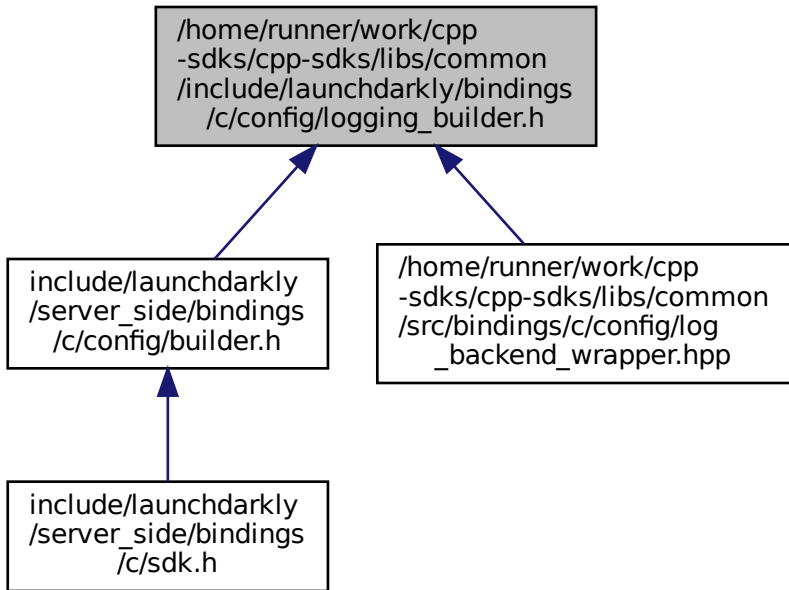 /home/runner/work/cpp
-sdks/cpp-sdks/libs/common
/include/launchdarkly/bindings
/c/config/logging_builder.h
include/launchdarkly
/server_side/bindings
/c/config/builder.h
/home/runner/work/cpp
-sdks/cpp-sdks/libs/common
/src/bindings/c/config/log
_backend_wrapper.hpp
include/launchdarkly
/server_side/bindings
/c/sdk.h